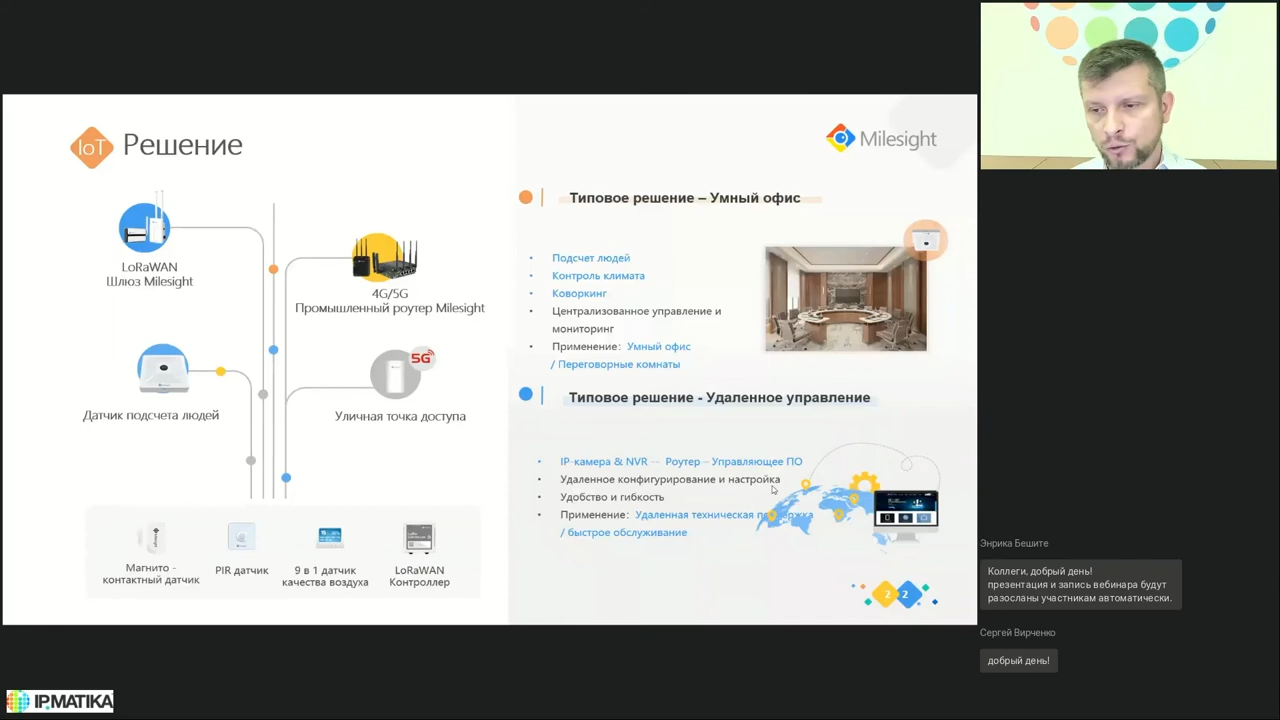 IoT Решение
Milesight
LoRaWAN
Шлюз Milesight
4G/5G
Промышленный роутер Milesight
Датчик подсчета людей
5G
Уличная точка доступа
Магнито -
контактный датчик
PIR датчик
9 в 1 датчик
качества воздуха
LoRaWAN
Контроллер
Типовое решение – Умный офис
• Подсчет людей
• Контроль климата
• Коворкинг
• Централизованное управление и
мониторинг
• Применение: Умный офис
/ Переговорные комнаты
Типовое решение - Удаленное управление
• IP-камера & NVR -- Роутер – Управляющее ПО
• Удаленное конфигурирование и настройка
• Удобство и гибкость
• Применение: Удаленная техническая поддержка
/ быстрое обслуживание
2 2
Энрика Бешите
Коллеги, добрый день!
презентация и запись вебинара будут
разосланы участникам автоматически.
Сергей Вирченко
добрый день!
IPMATIKA